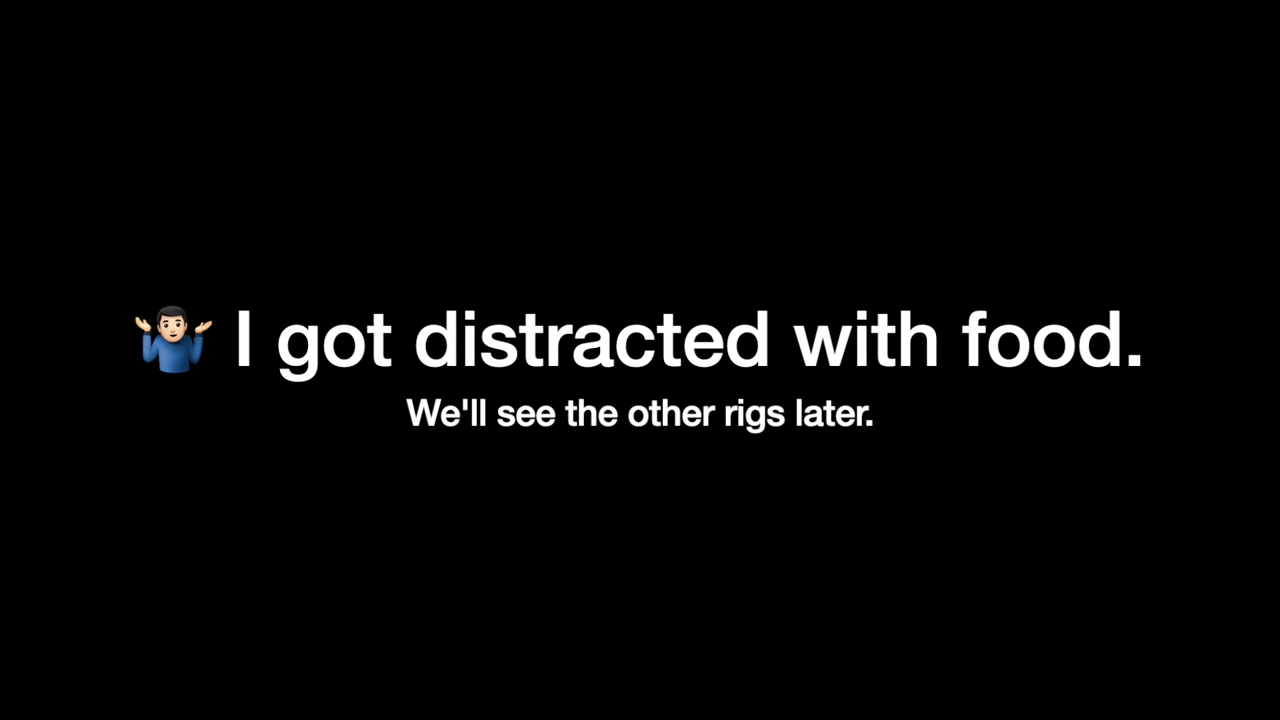 🤷🏻‍♂️ I got distracted with food.
We'll see the other rigs later.